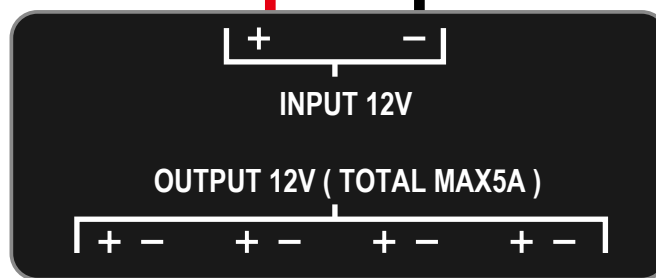 + −
INPUT 12V
OUTPUT 12V ( TOTAL MAX5A )
+ − + − + − + −